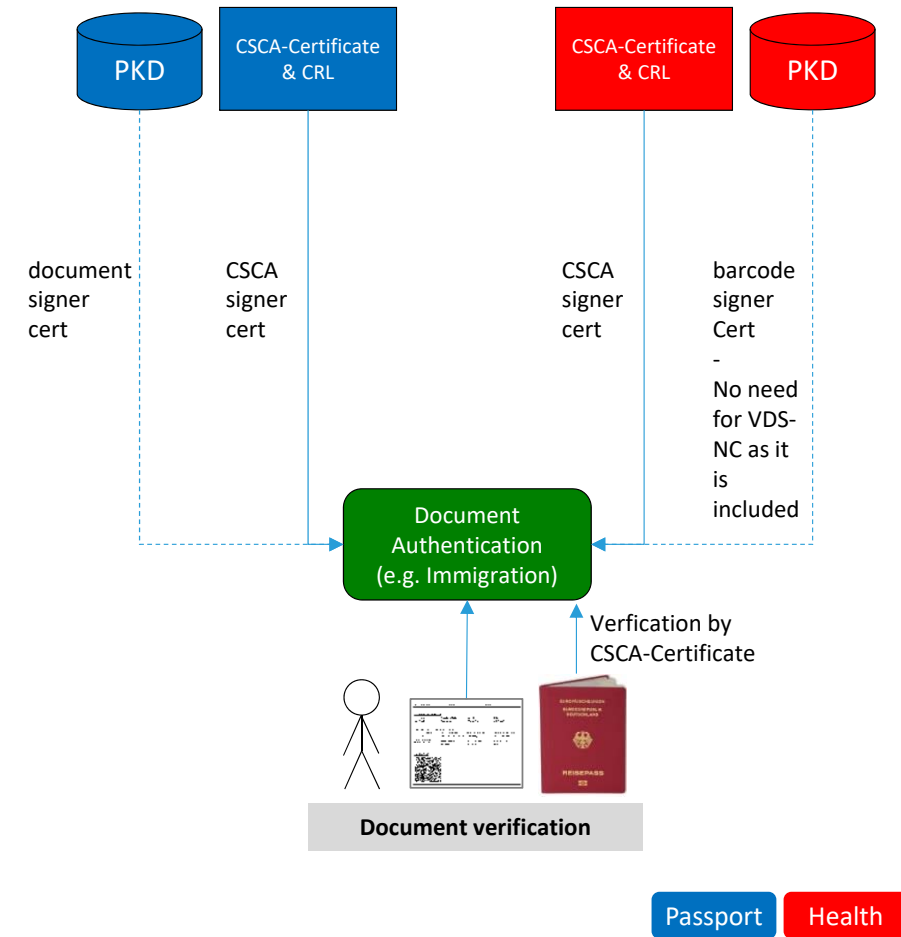 PKD
CSCA-Certificate
& CRL
CSCA-Certificate
& CRL
PKD
document
signer
cert
CSCA
signer
cert
CSCA
signer
cert
barcode
signer
Cert
-
No need
for VDS-
NC as it
is
included
Document
Authentication
(e.g. Immigration)
Verfication by
CSCA-Certificate
REISEPASS
Document verification
Passport
Health